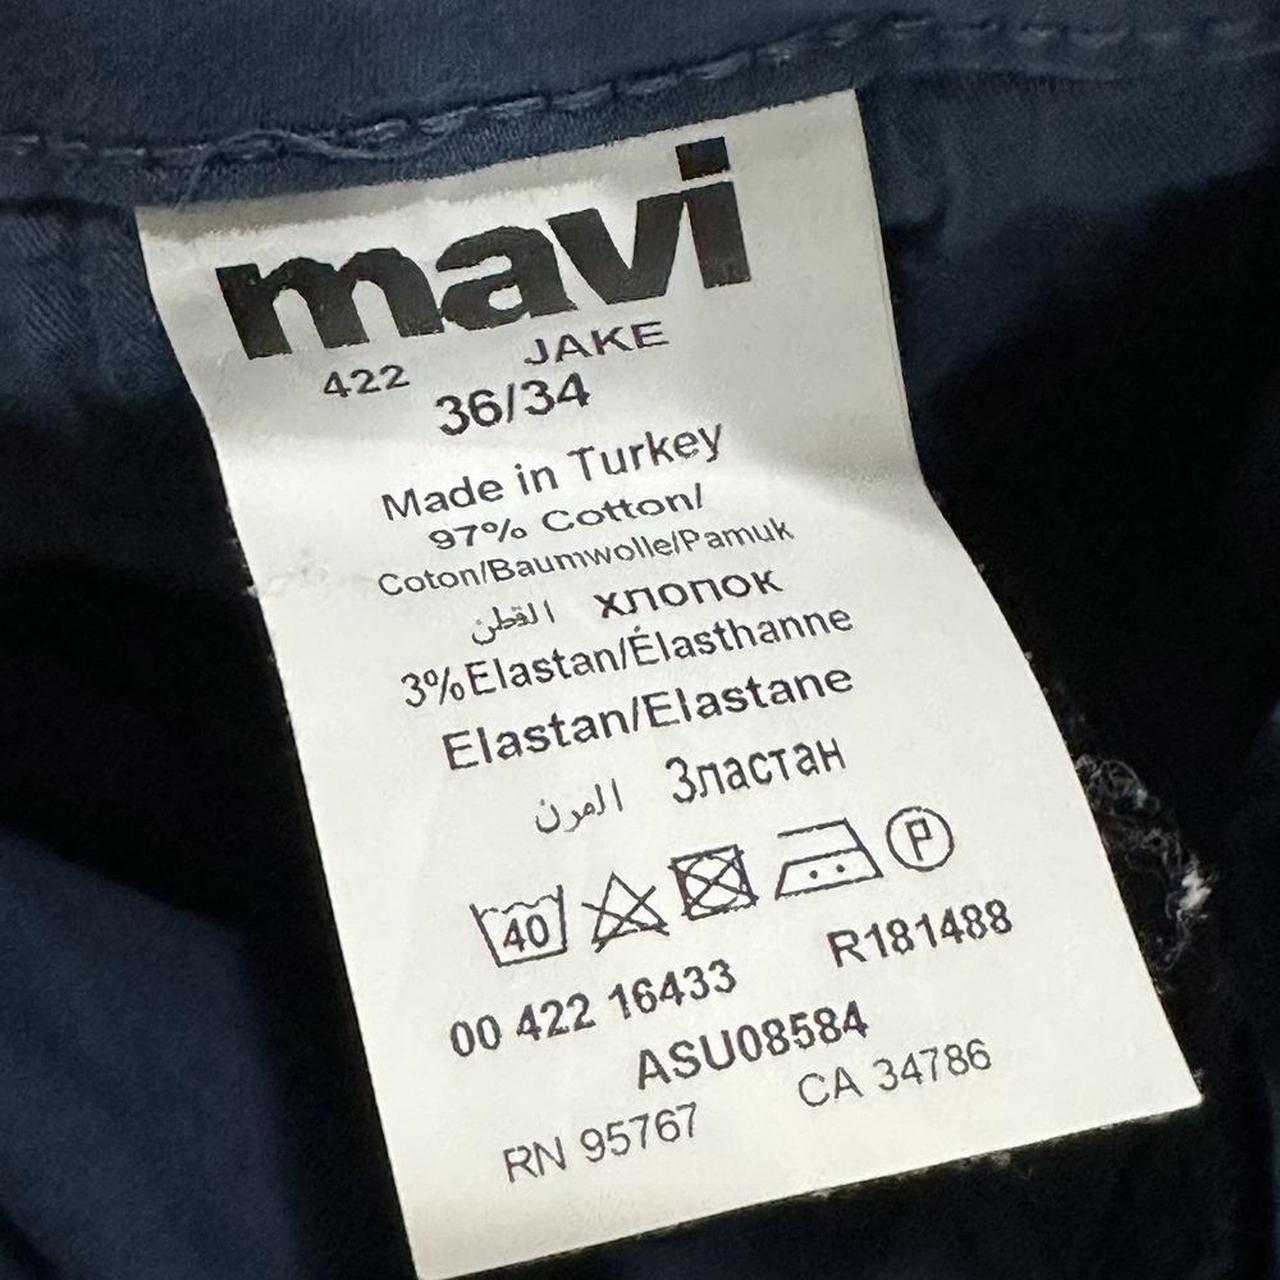 mavi
422 JAKE
36/34
Made in Turkey
97% Cotton/
Coton/Baumwolle/Pamuk
القطن хлопок
3%Elastan/Élasthanne
Elastan/Elastane
المرن Зластан
40 P
00 422 16433 R181488
ASU08584
RN 95767 CA 34786